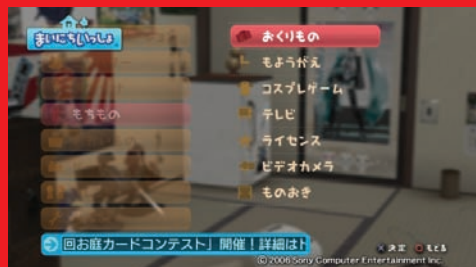 まいにちいっしょ
おくりもの
もようがえ
コスプレゲーム
もちもの
テレビ
ライセンス
ビデオカメラ
ものおき
回お庭カードコンテスト」開催！詳細はト
×決定 ○もどる
©2006 Sony Computer Entertainment Inc.